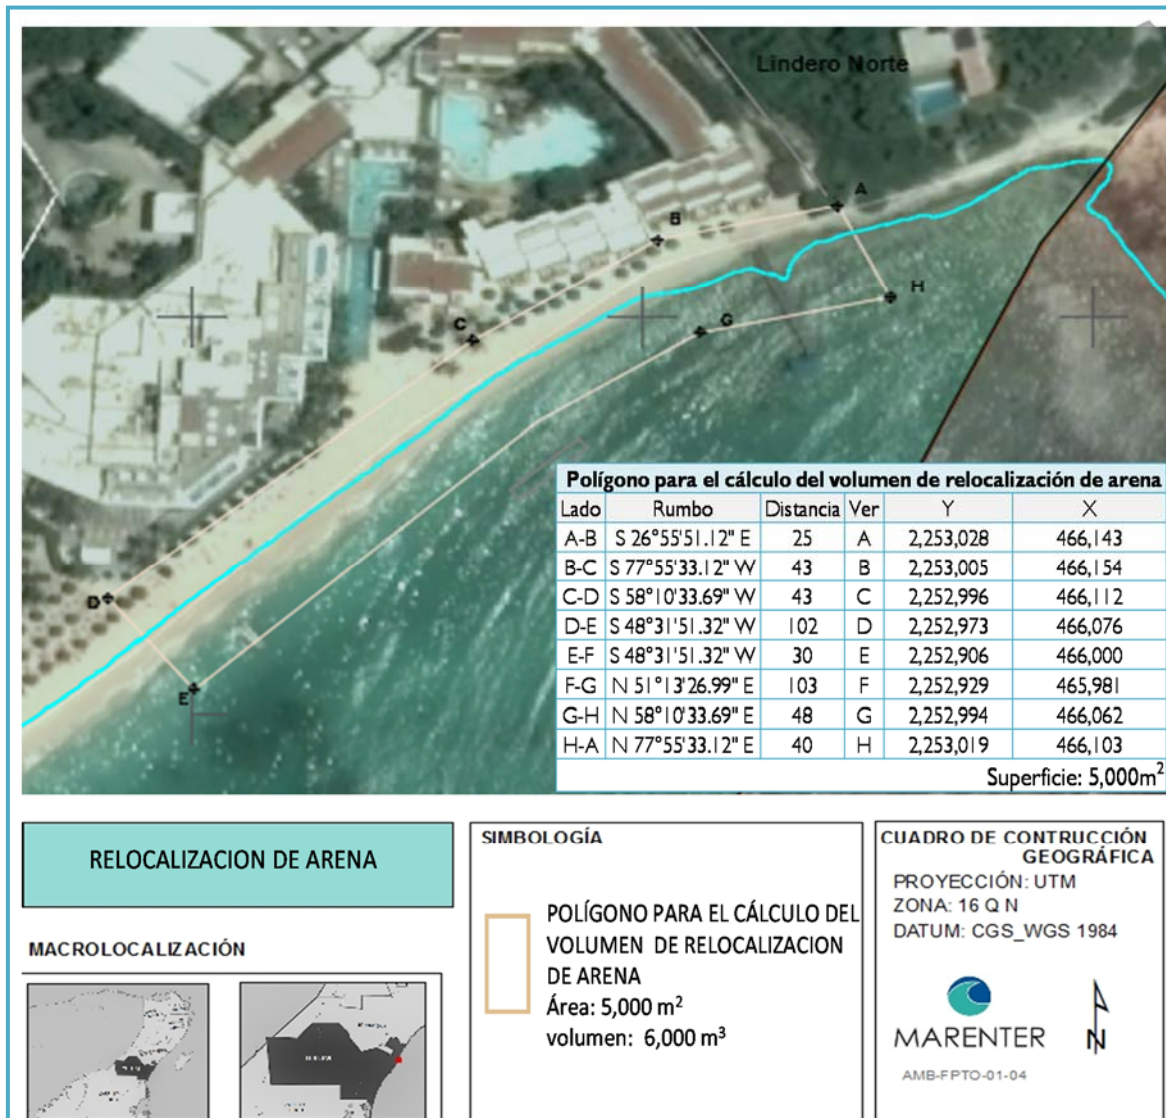 Lindero Norte
A
B
H
G
C
D
E
Polígono para el cálculo del volumen de relocalización de arena
Lado Rumbo Distancia Ver Y X
A-B S 26°55'51.12" E 25 A 2,253,028 466,143
B-C S 77°55'33.12" W 43 B 2,253,005 466,154
C-D S 58°10'33.69" W 43 C 2,252,996 466,112
D-E S 48°31'51.32" W 102 D 2,252,973 466,076
E-F S 48°31'51.32" W 30 E 2,252,906 466,000
F-G N 51°13'26.99" E 103 F 2,252,929 465,981
G-H N 58°10'33.69" E 48 G 2,252,994 466,062
H-A N 77°55'33.12" E 40 H 2,253,019 466,103
Superficie: 5,000m²
RELOCALIZACION DE ARENA
MACROLOCALIZACIÓN
SIMBOLOGÍA
POLÍGONO PARA EL CÁLCULO DEL
VOLUMEN DE RELOCALIZACION
DE ARENA
Área: 5,000 m²
volumen: 6,000 m³
CUADRO DE CONTRUCCIÓN
GEOGRÁFICA
PROYECCIÓN: UTM
ZONA: 16 Q N
DATUM: CGS_WGS 1984
MARENTER
N
AMB-FPTO-01-04